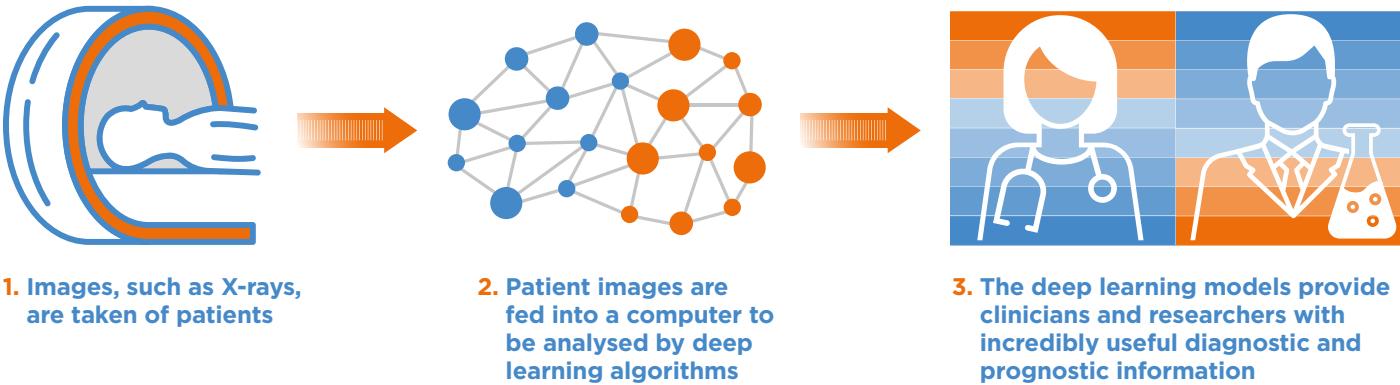 1. Images, such as X-rays,
are taken of patients
2. Patient images are
fed into a computer to
be analysed by deep
learning algorithms
3. The deep learning models provide
clinicians and researchers with
incredibly useful diagnostic and
prognostic information